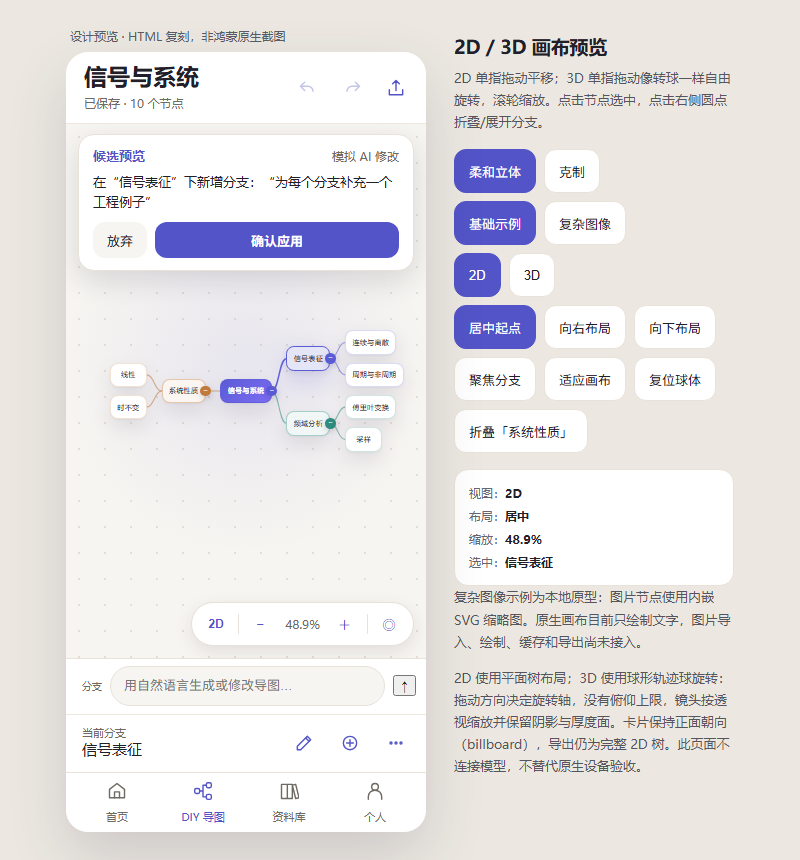 设计预览 · HTML 复刻，非鸿蒙原生截图
信号与系统
已保存 · 10 个节点
候选预览
模拟 AI 修改
在“信号表征”下新增分支：“为每个分支补充一个
工程例子”
放弃
确认应用
连续与离散
信号表征
周期与非周期
线性
系统性质
信号与系统
时不变
傅里叶变换
频域分析
采样
2D
−
48.9%
+
分支
用自然语言生成或修改导图...
↑
当前分支
信号表征
首页
DIY 导图
资料库
个人
2D / 3D 画布预览
2D 单指拖动平移；3D 单指拖动像转球一样自由
旋转，滚轮缩放。点击节点选中，点击右侧圆点
折叠/展开分支。
柔和立体
克制
基础示例
复杂图像
2D
3D
居中起点
向右布局
向下布局
聚焦分支
适应画布
复位球体
折叠「系统性质」
视图：2D
布局：居中
缩放：48.9%
选中：信号表征
复杂图像示例为本地原型：图片节点使用内嵌
SVG 缩略图。原生画布目前只绘制文字，图片导
入、绘制、缓存和导出尚未接入。
2D 使用平面树布局；3D 使用球形轨迹球旋转：
拖动方向决定旋转轴，没有俯仰上限，镜头按透
视缩放并保留阴影与厚度面。卡片保持正面朝向
（billboard），导出仍为完整 2D 树。此页面不
连接模型，不替代原生设备验收。